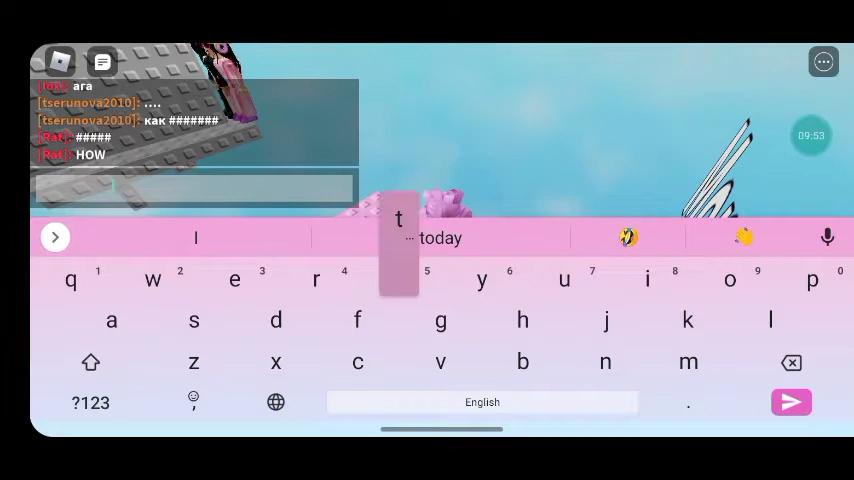 [Ion]: ага
[tserunova2010]: ....
[tserunova2010]: как #######
[Rat]: #####
[Rat]: HOW
09:53
t
I today
q 1 w 2 e 3 r 4 5 y 6 u 7 i 8 o 9 p 0
a s d f g h j k l
z x c v b n m
?123 , English .